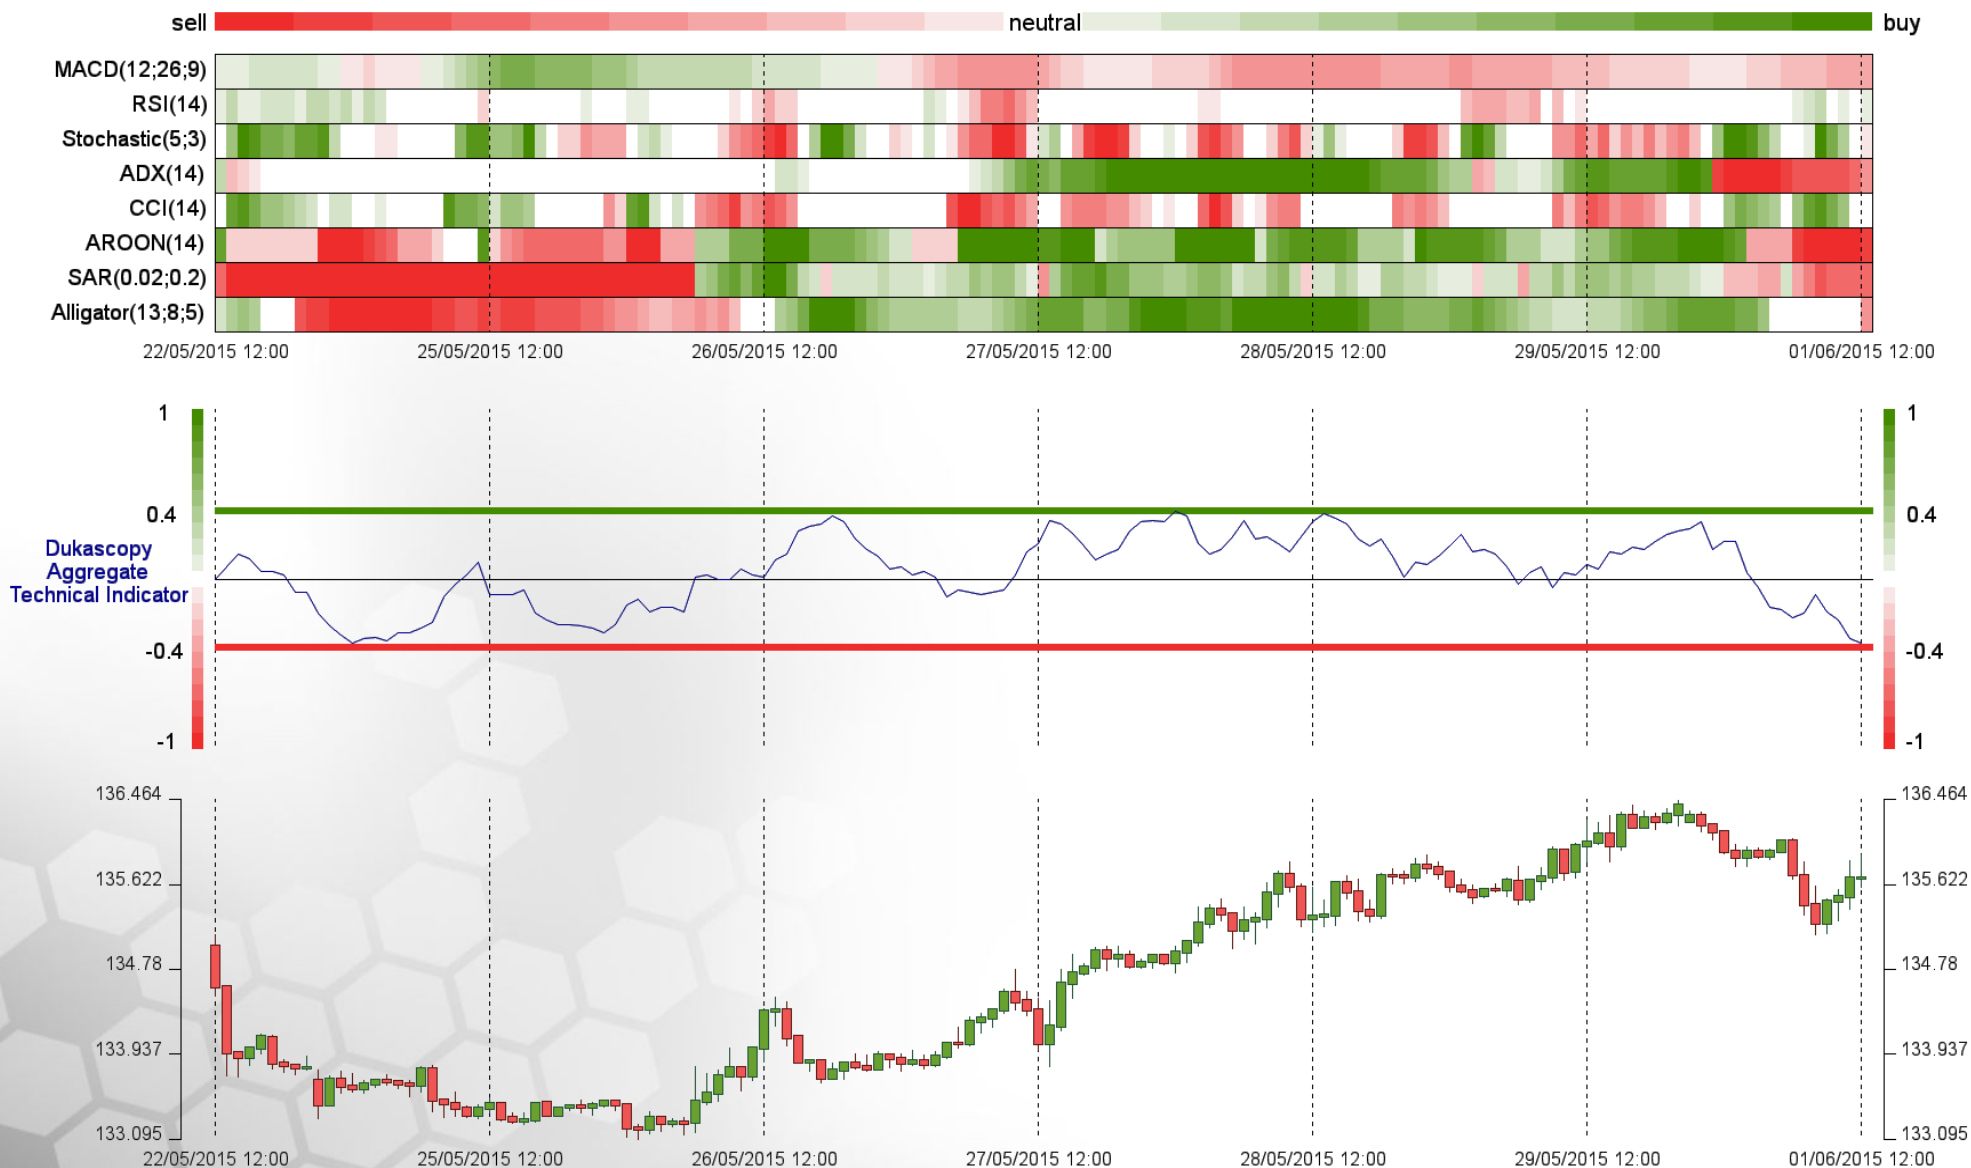 sell neutral buy
MACD(12;26;9)
RSI(14)
Stochastic(5;3)
ADX(14)
CCI(14)
AROON(14)
SAR(0.02;0.2)
Alligator(13;8;5)
22/05/2015 12:00 25/05/2015 12:00 26/05/2015 12:00 27/05/2015 12:00 28/05/2015 12:00 29/05/2015 12:00 01/06/2015 12:00
1 1
0.4 0.4
Dukascopy
Aggregate
Technical Indicator
-0.4 -0.4
-1 -1
136.464 136.464
135.622 135.622
134.78 134.78
133.937 133.937
133.095 133.095
22/05/2015 12:00 25/05/2015 12:00 26/05/2015 12:00 27/05/2015 12:00 28/05/2015 12:00 29/05/2015 12:00 01/06/2015 12:00